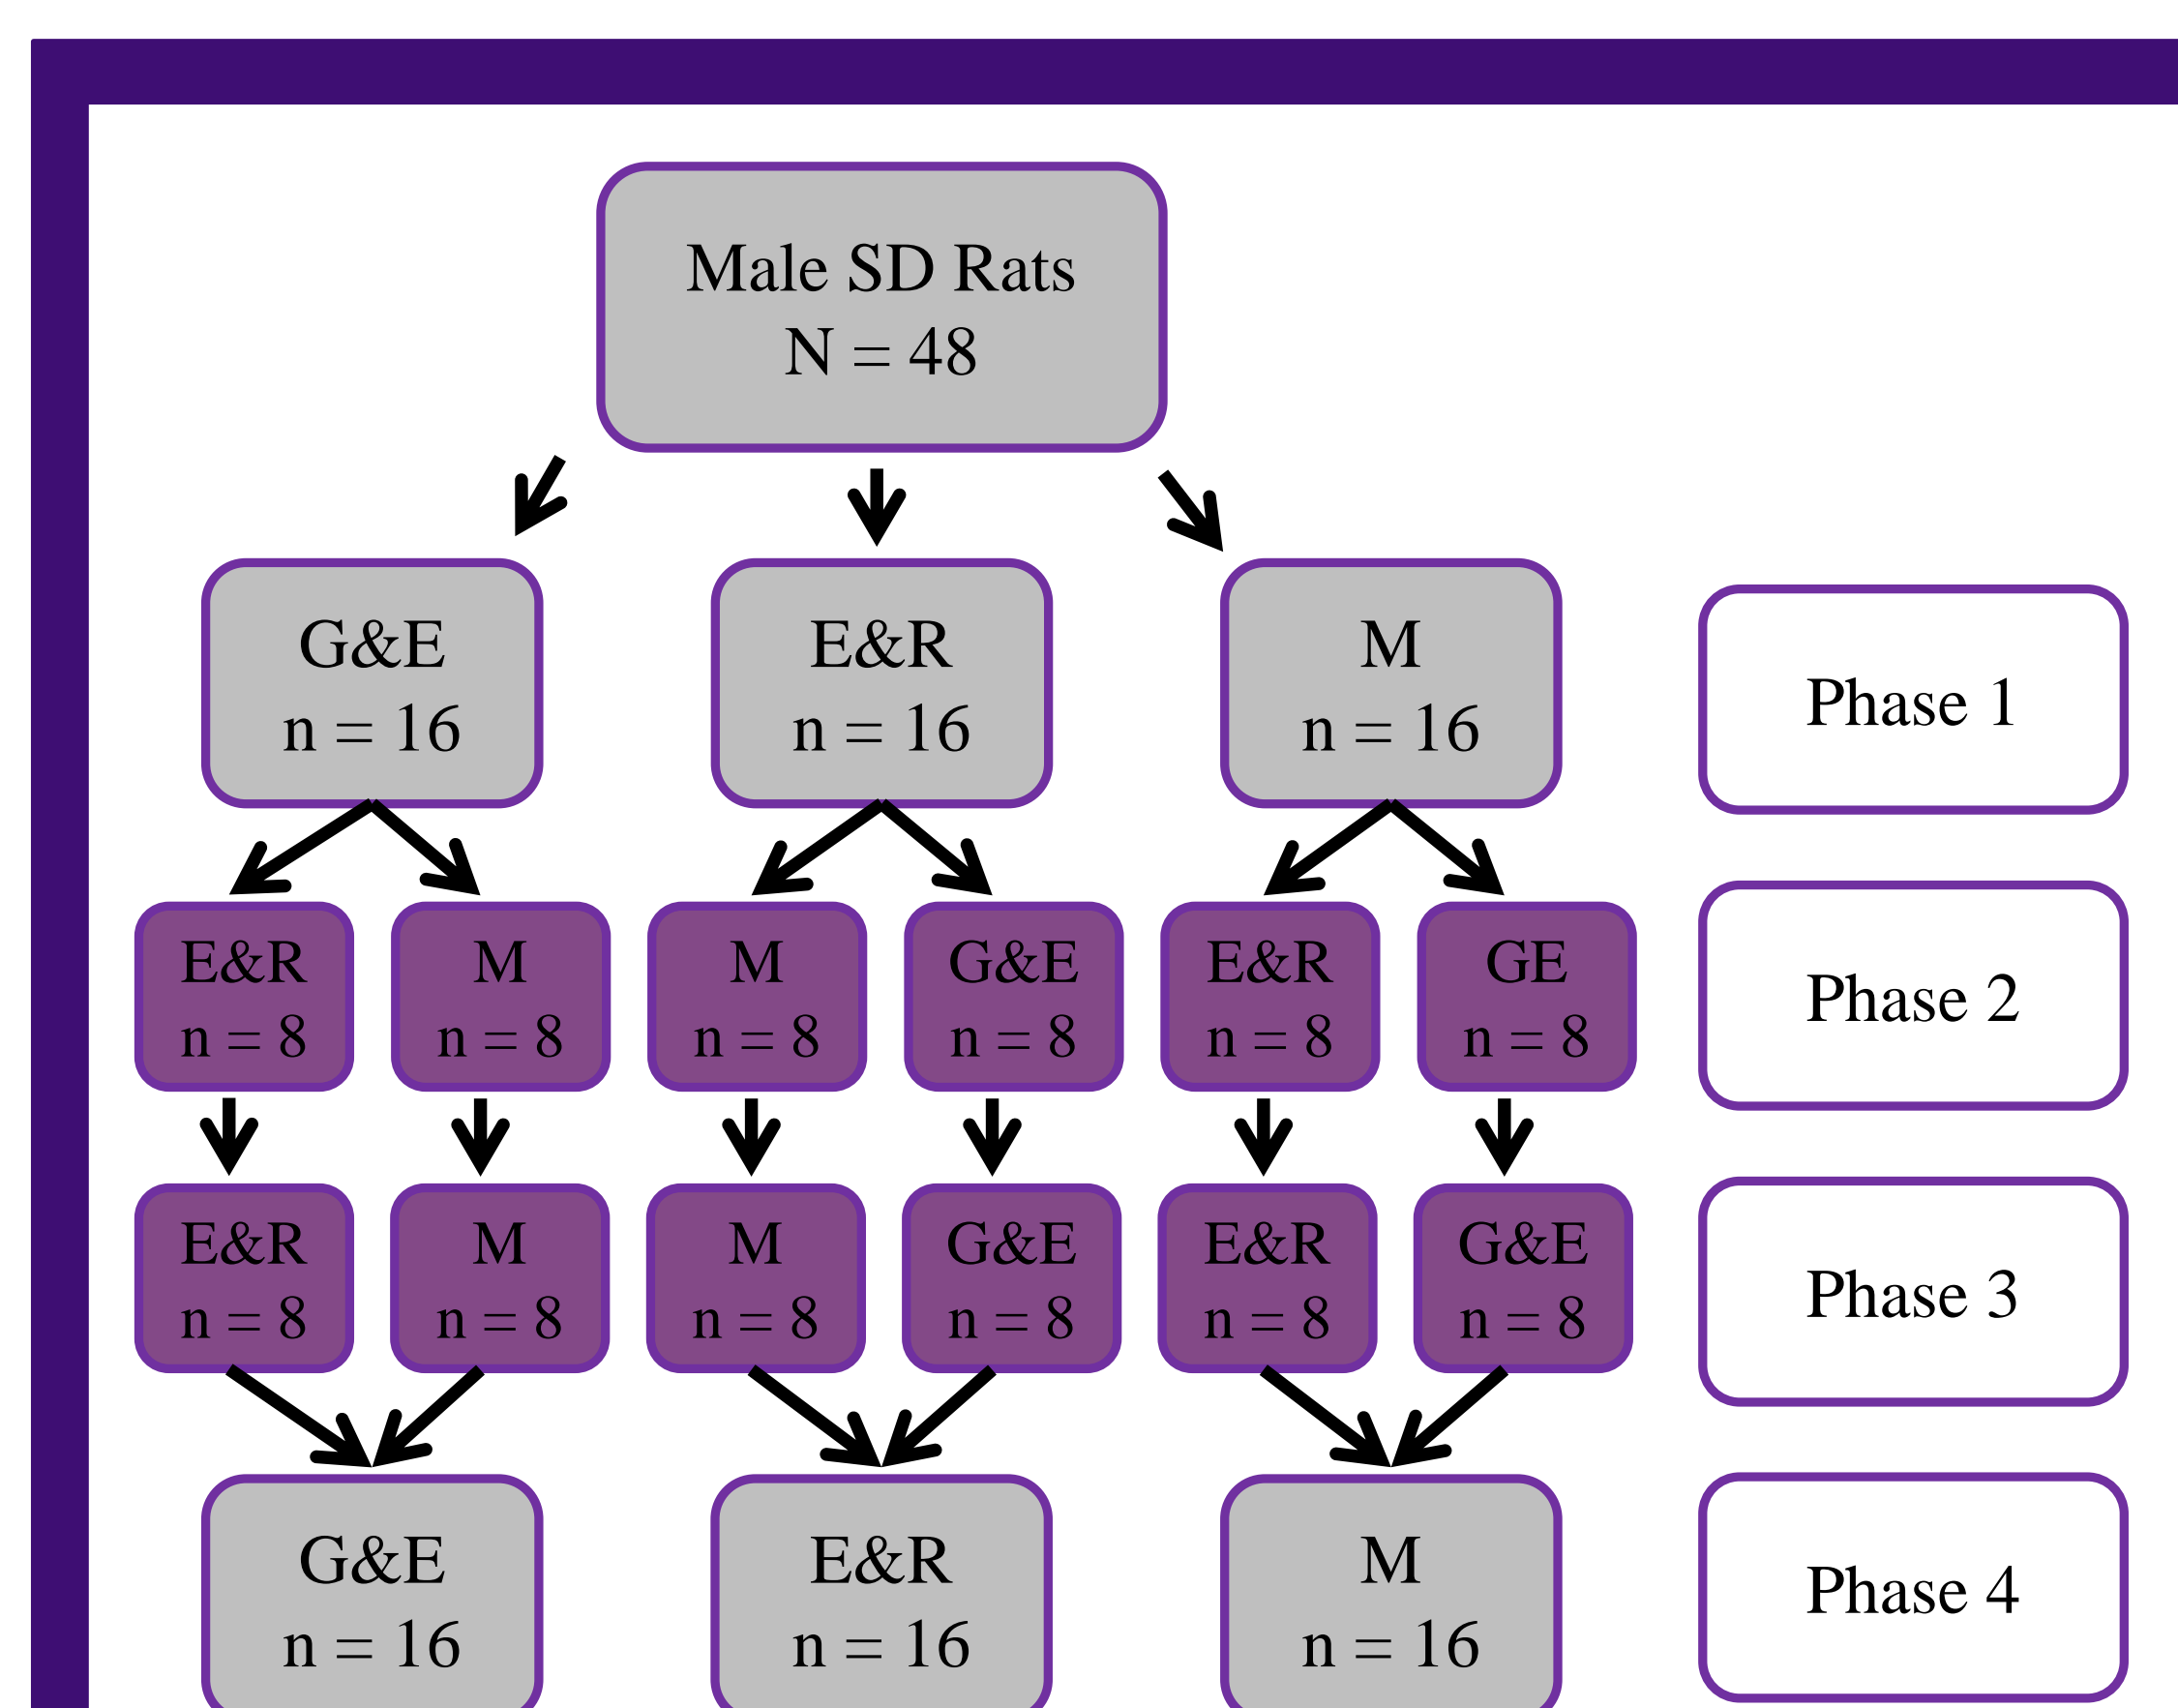 Male SD Rats
N = 48
G&E
n = 16
E&R
n = 16
M
n = 16
Phase 1
E&R
n = 8
M
n = 8
M
n = 8
G&E
n = 8
E&R
n = 8
GE
n = 8
Phase 2
E&R
n = 8
M
n = 8
M
n = 8
G&E
n = 8
E&R
n = 8
G&E
n = 8
Phase 3
G&E
n = 16
E&R
n = 16
M
n = 16
Phase 4